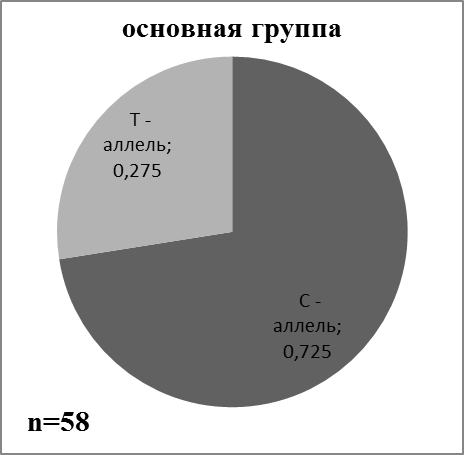 основная группа
Т -
аллель;
0,275
С -
аллель;
0,725
n=58